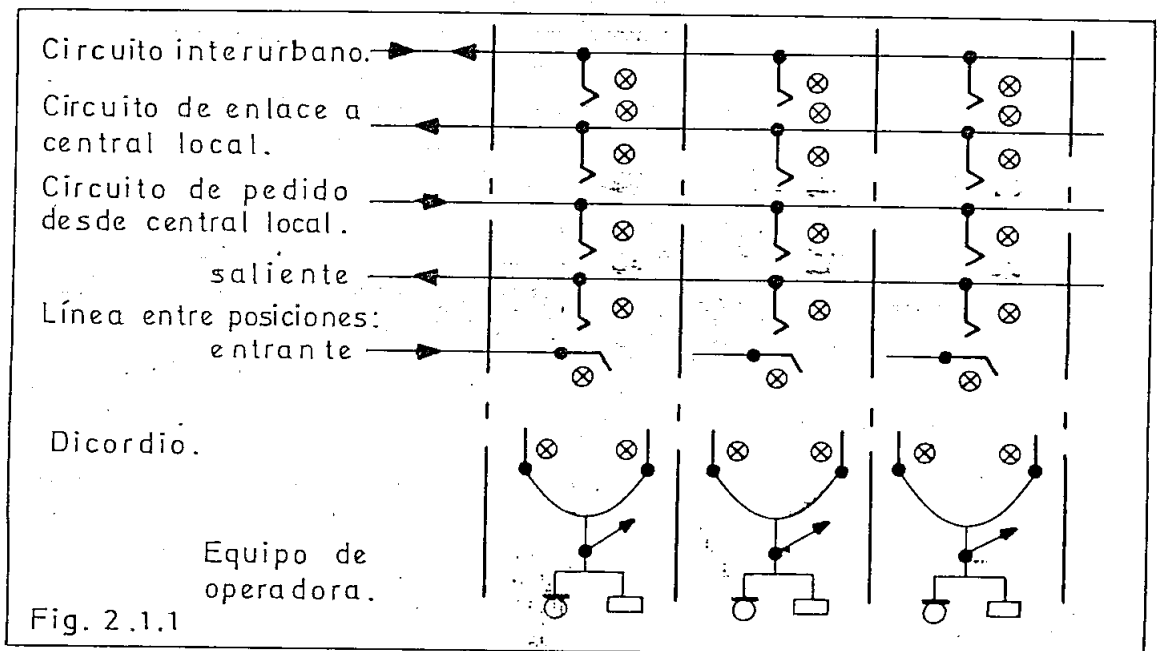 Circuito interurbano.
Circuito de enlace a
central local.
Circuito de pedido
desde central local.
saliente
Línea entre posiciones:
entrante
Dicordio.
Equipo de
operadora.
Fig. 2.1.1